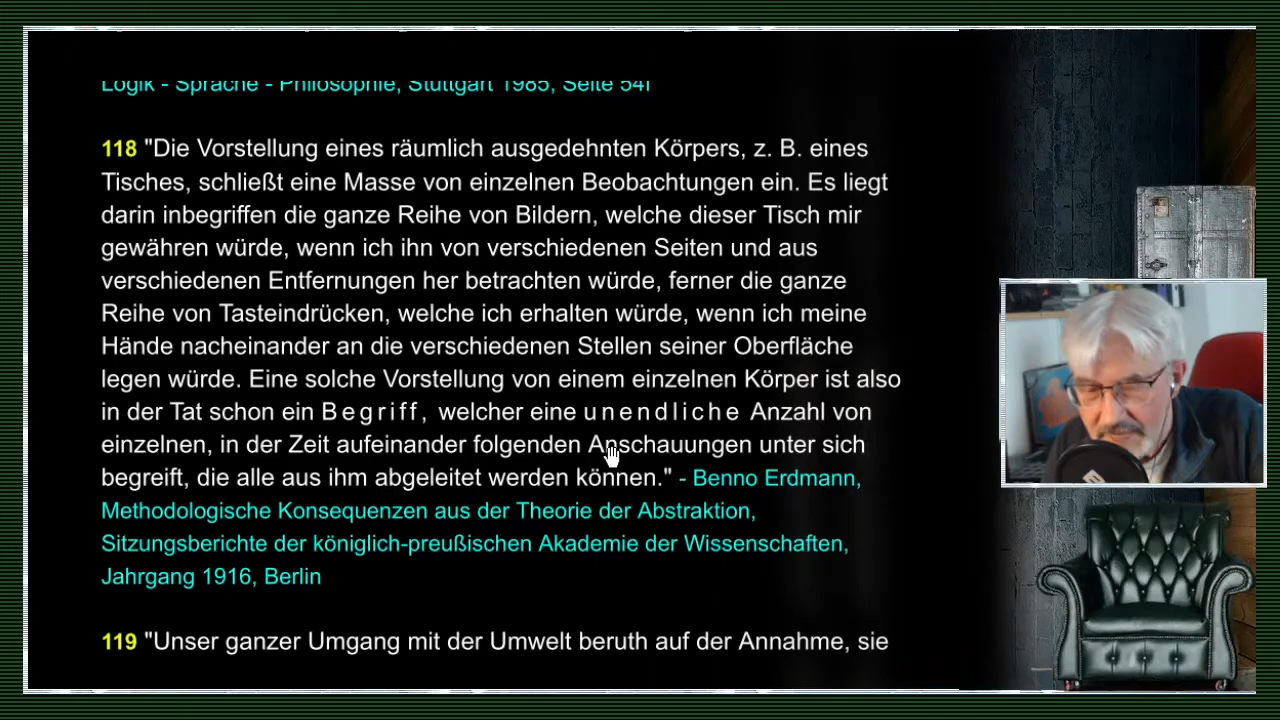 Logik - Sprache - Philosophie, Stuttgart 1985, Seite 54f
118 "Die Vorstellung eines räumlich ausgedehnten Körpers, z. B. eines
Tisches, schließt eine Masse von einzelnen Beobachtungen ein. Es liegt
darin inbegriffen die ganze Reihe von Bildern, welche dieser Tisch mir
gewähren würde, wenn ich ihn von verschiedenen Seiten und aus
verschiedenen Entfernungen her betrachten würde, ferner die ganze
Reihe von Tasteindrücken, welche ich erhalten würde, wenn ich meine
Hände nacheinander an die verschiedenen Stellen seiner Oberfläche
legen würde. Eine solche Vorstellung von einem einzelnen Körper ist also
in der Tat schon ein Begriff, welcher eine unendliche Anzahl von
einzelnen, in der Zeit aufeinander folgenden Anschauungen unter sich
begreift, die alle aus ihm abgeleitet werden können." - Benno Erdmann,
Methodologische Konsequenzen aus der Theorie der Abstraktion,
Sitzungsberichte der königlich-preußischen Akademie der Wissenschaften,
Jahrgang 1916, Berlin
119 "Unser ganzer Umgang mit der Umwelt beruth auf der Annahme, sie